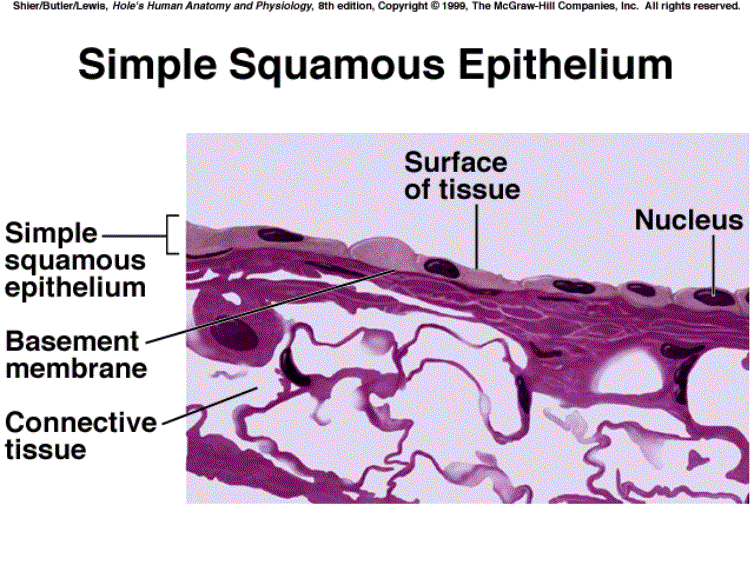 Shier/Butler/Lewis, Hole's Human Anatomy and Physiology, 8th edition, Copyright © 1999, The McGraw-Hill Companies, Inc. All rights reserved.
Simple Squamous Epithelium
Surface
of tissue
Nucleus
Simple
squamous
epithelium
Basement
membrane
Connective
tissue